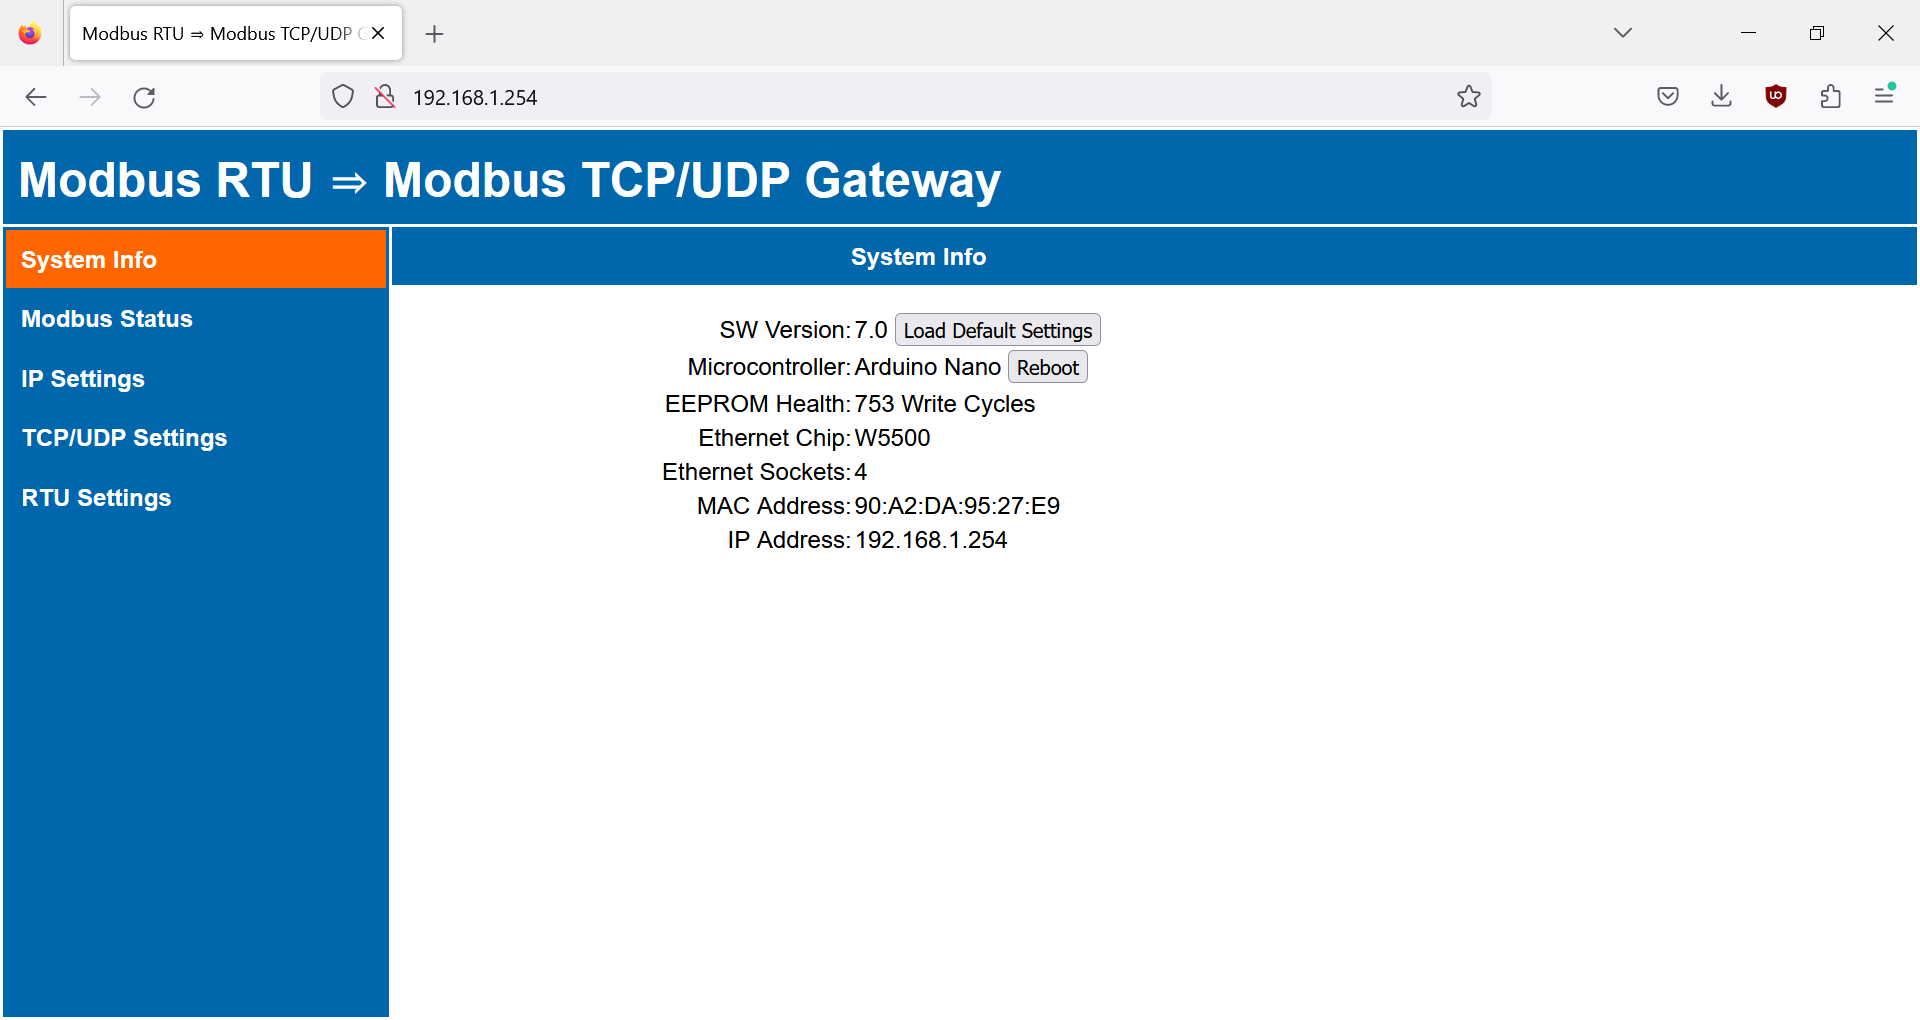 Modbus RTU ⇒ Modbus TCP/UDP G
192.168.1.254
Modbus RTU ⇒ Modbus TCP/UDP Gateway
System Info
Modbus Status
IP Settings
TCP/UDP Settings
RTU Settings
System Info
SW Version: 7.0 Load Default Settings
Microcontroller: Arduino Nano Reboot
EEPROM Health: 753 Write Cycles
Ethernet Chip: W5500
Ethernet Sockets: 4
MAC Address: 90:A2:DA:95:27:E9
IP Address: 192.168.1.254